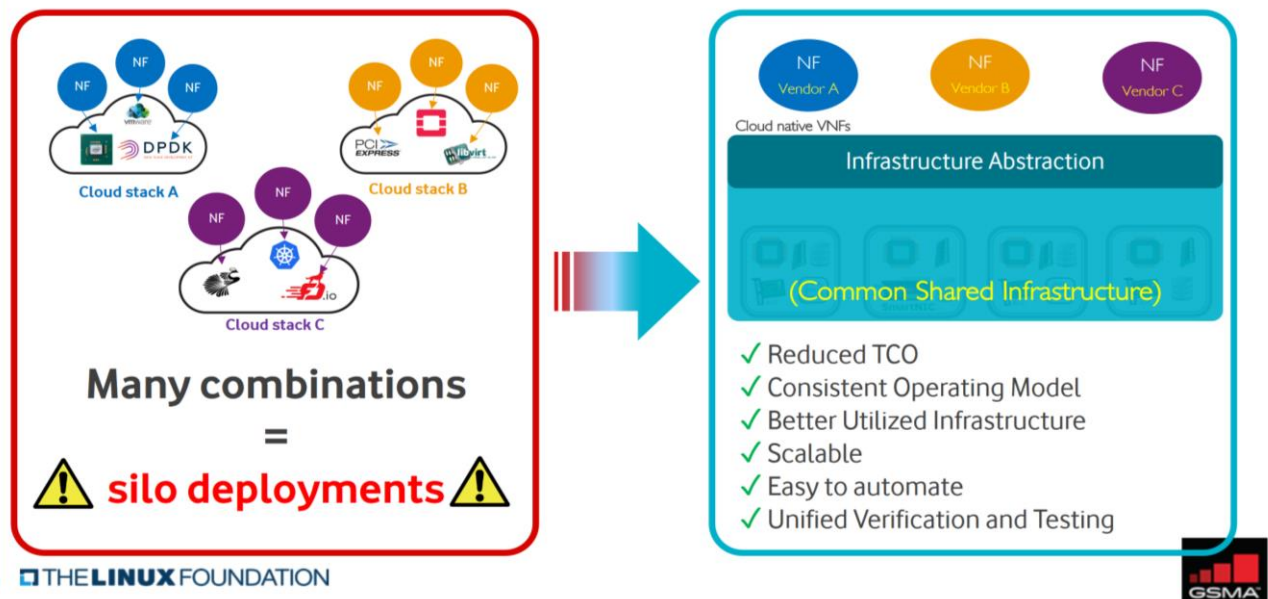 NF
NF
NF
vmware
DPDK
Cloud stack A
NF
NF
NF
PCI
EXPRESS
libvirt
Cloud stack B
NF
NF
NF
.io
Cloud stack C
Many combinations
=
silo deployments
NF
Vendor A
NF
Vendor B
NF
Vendor C
Cloud native VNFs
Infrastructure Abstraction
(Common Shared Infrastructure)
✓ Reduced TCO
✓ Consistent Operating Model
✓ Better Utilized Infrastructure
✓ Scalable
✓ Easy to automate
✓ Unified Verification and Testing
THE LINUX FOUNDATION
GSMA